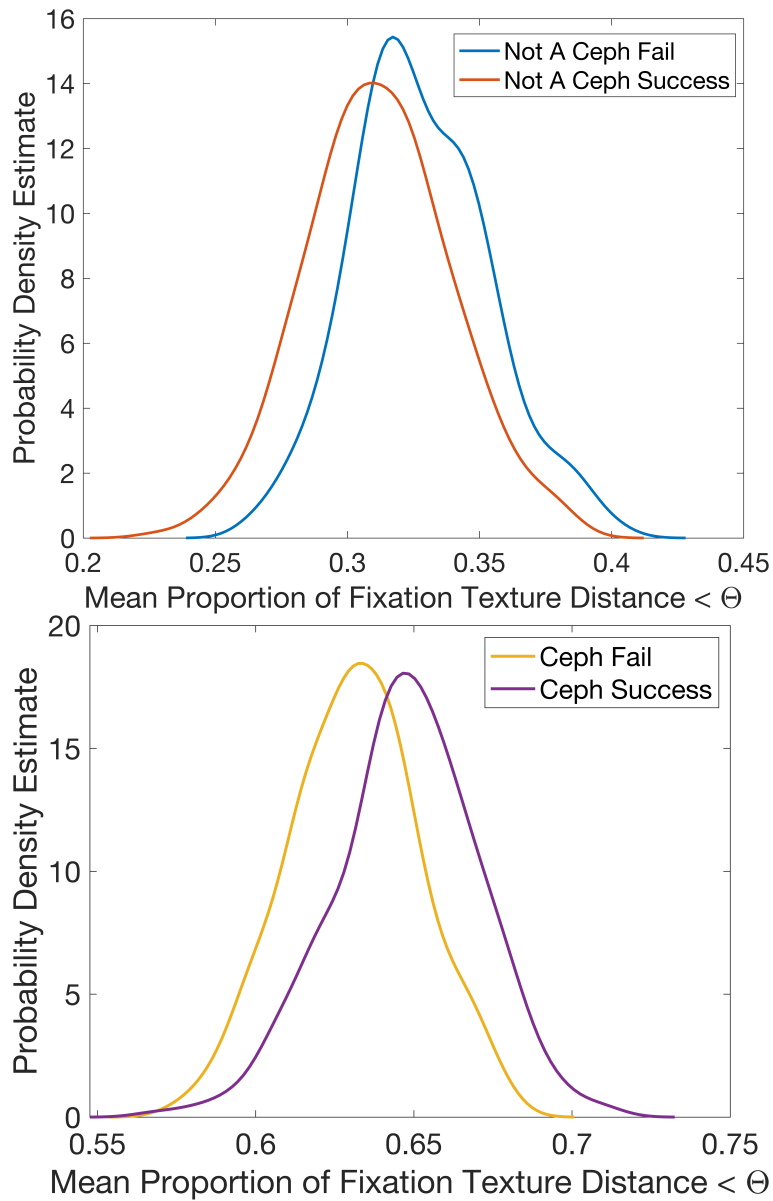 16
14
12
10
8
6
4
2
0
Probability Density Estimate
Not A Ceph Fail
Not A Ceph Success
0.2 0.25 0.3 0.35 0.4 0.45
Mean Proportion of Fixation Texture Distance < Θ
20
15
10
5
0
Probability Density Estimate
Ceph Fail
Ceph Success
0.55 0.6 0.65 0.7 0.75
Mean Proportion of Fixation Texture Distance < Θ